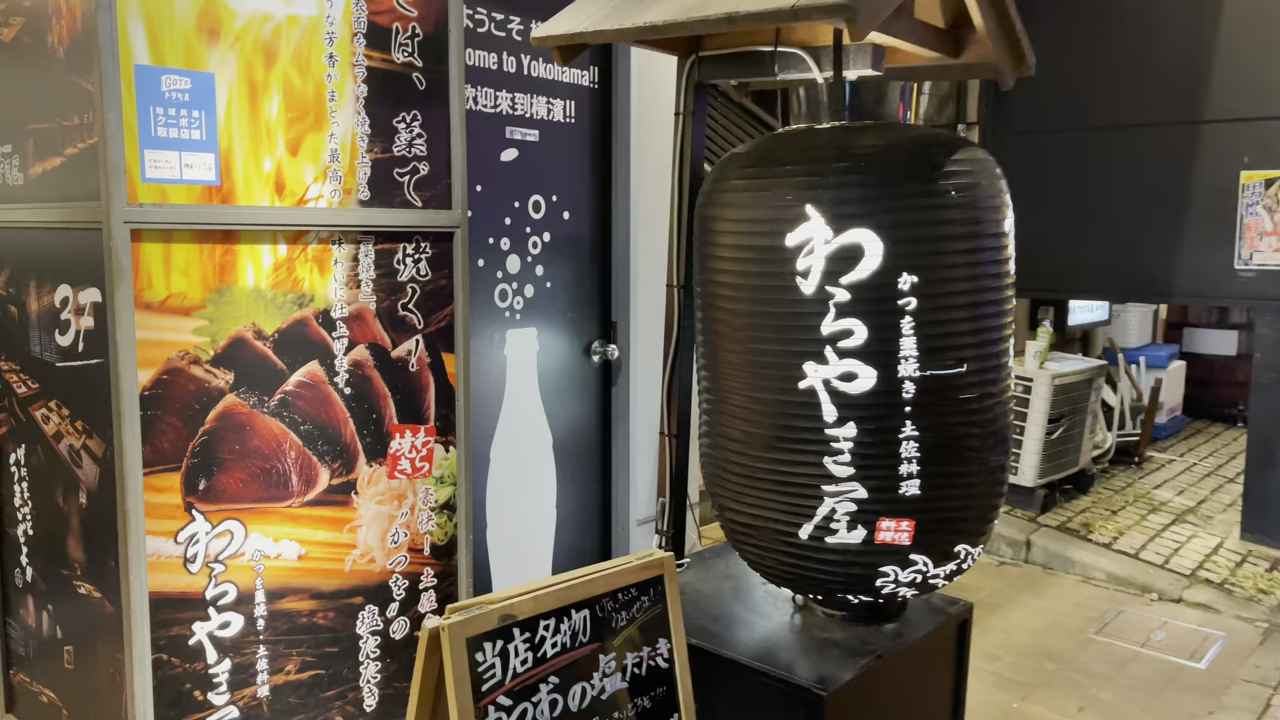 では、藁で
焼く!
表面をムラなく焼き上げる
うな芳香がまとった最高の
「藁焼き」
味わいに仕上げます。
GOTO
トラベル
地域共通
クーポン
取扱店舗
3F
わら
焼き
豪快!土佐
"かつを"の
塩たたき
わらやき屋
かつを藁焼き・土佐料理
ようこそ
ome to Yokohama!!
歡迎來到橫濱!!
当店名物
かつおの塩たたき
わらやき屋
かつを藁焼き・土佐料理
土佐
料理